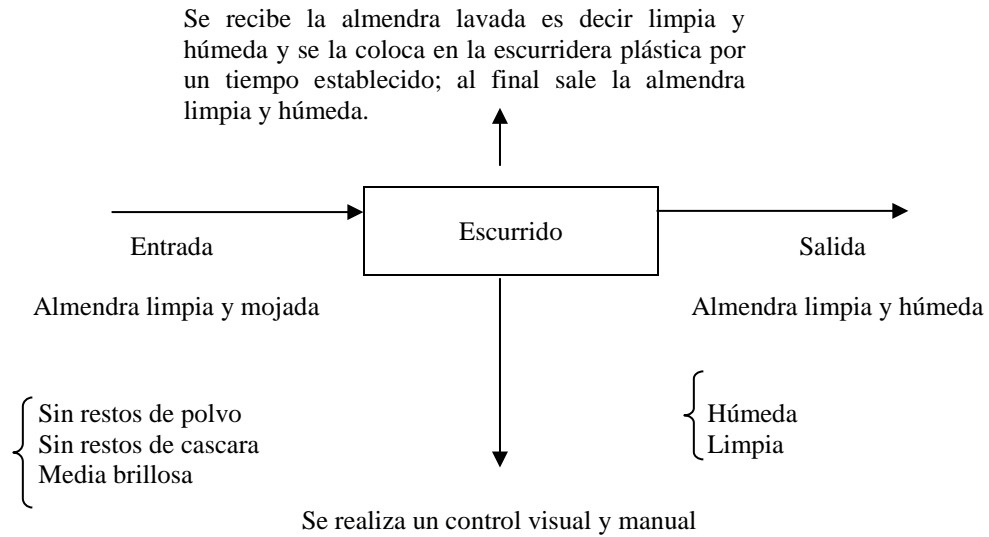 Se recibe la almendra lavada es decir limpia y
húmeda y se la coloca en la escurridera plástica por
un tiempo establecido; al final sale la almendra
limpia y húmeda.
Escurrido
Entrada
Salida
Almendra limpia y mojada
Almendra limpia y húmeda
Sin restos de polvo
Sin restos de cascara
Media brillosa
Húmeda
Limpia
Se realiza un control visual y manual